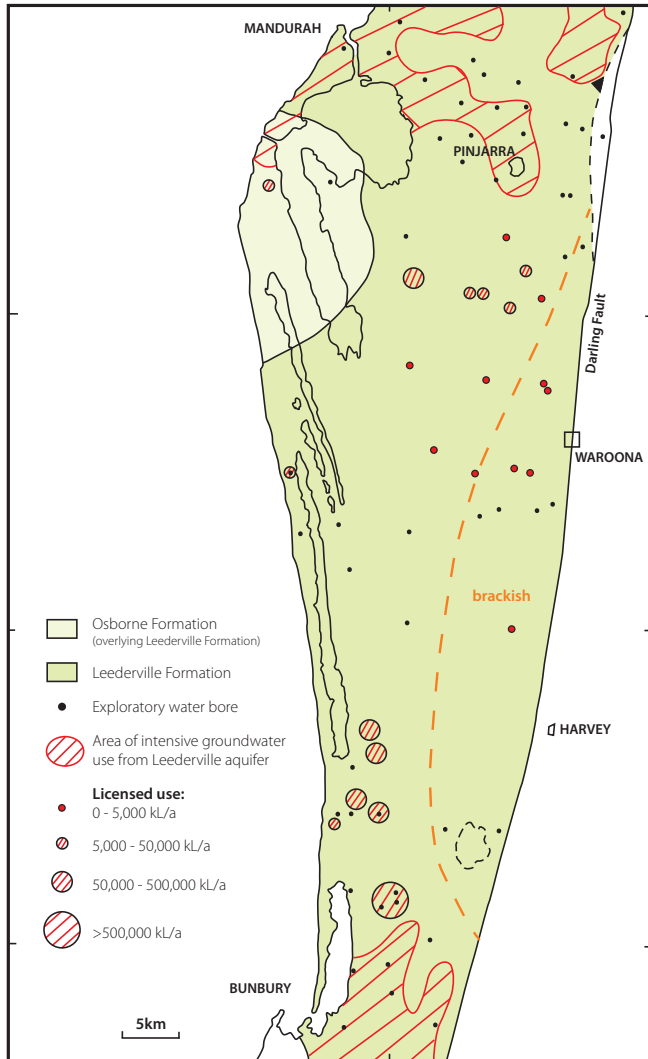 MANDURAH
PINJARRA
Darling Fault
WAROONA
brackish
Osborne Formation
(overlying Leederville Formation)
Leederville Formation
Exploratory water bore
Area of intensive groundwater
use from Leederville aquifer
HARVEY
Licensed use:
0 - 5,000 kL/a
5,000 - 50,000 kL/a
50,000 - 500,000 kL/a
>500,000 kL/a
BUNBURY
5km